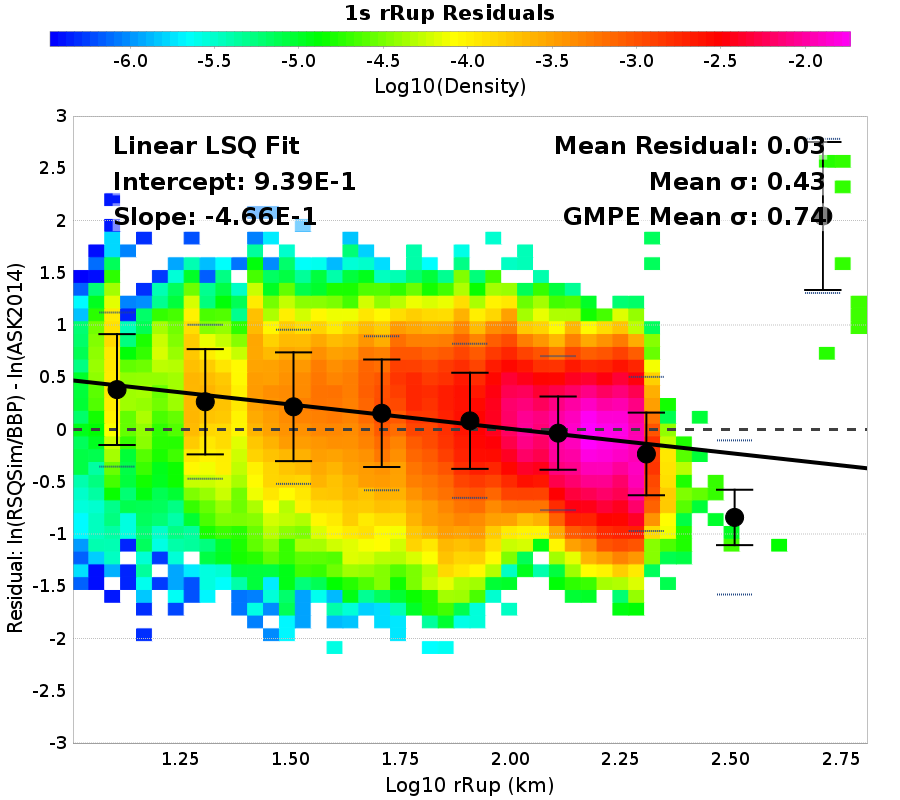 1s rRup Residuals
-6.0 -5.5 -5.0 -4.5 -4.0 -3.5 -3.0 -2.5 -2.0
Log10(Density)
Linear LSQ Fit
Intercept: 9.39E-1
Slope: -4.66E-1
Mean Residual: 0.03
Mean σ: 0.43
GMPE Mean σ: 0.74
Residual: ln(RSQSim/BBP) - ln(ASK2014)
3
2.5
2
1.5
1
0.5
0
-0.5
-1
-1.5
-2
-2.5
-3
1.25 1.50 1.75 2.00 2.25 2.50 2.75
Log10 rRup (km)